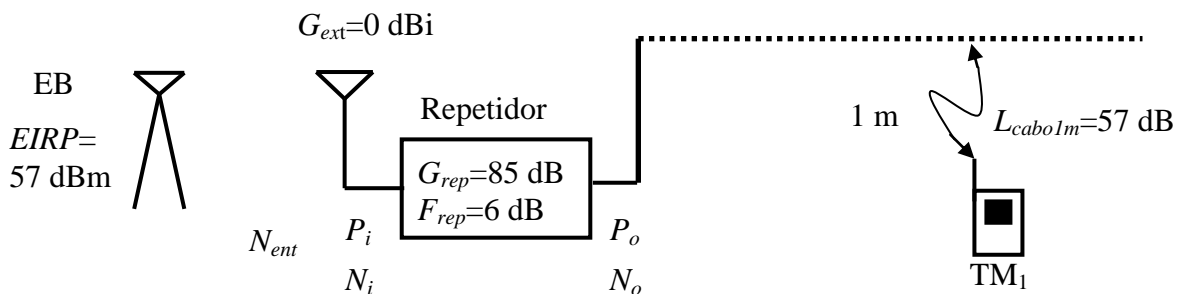 G_ext=0 dBi
EB
EIRP=
57 dBm
Repetidor
G_rep=85 dB
F_rep=6 dB
N_ent
P_i
N_i
P_o
N_o
1 m
L_cabo1m=57 dB
TM_1